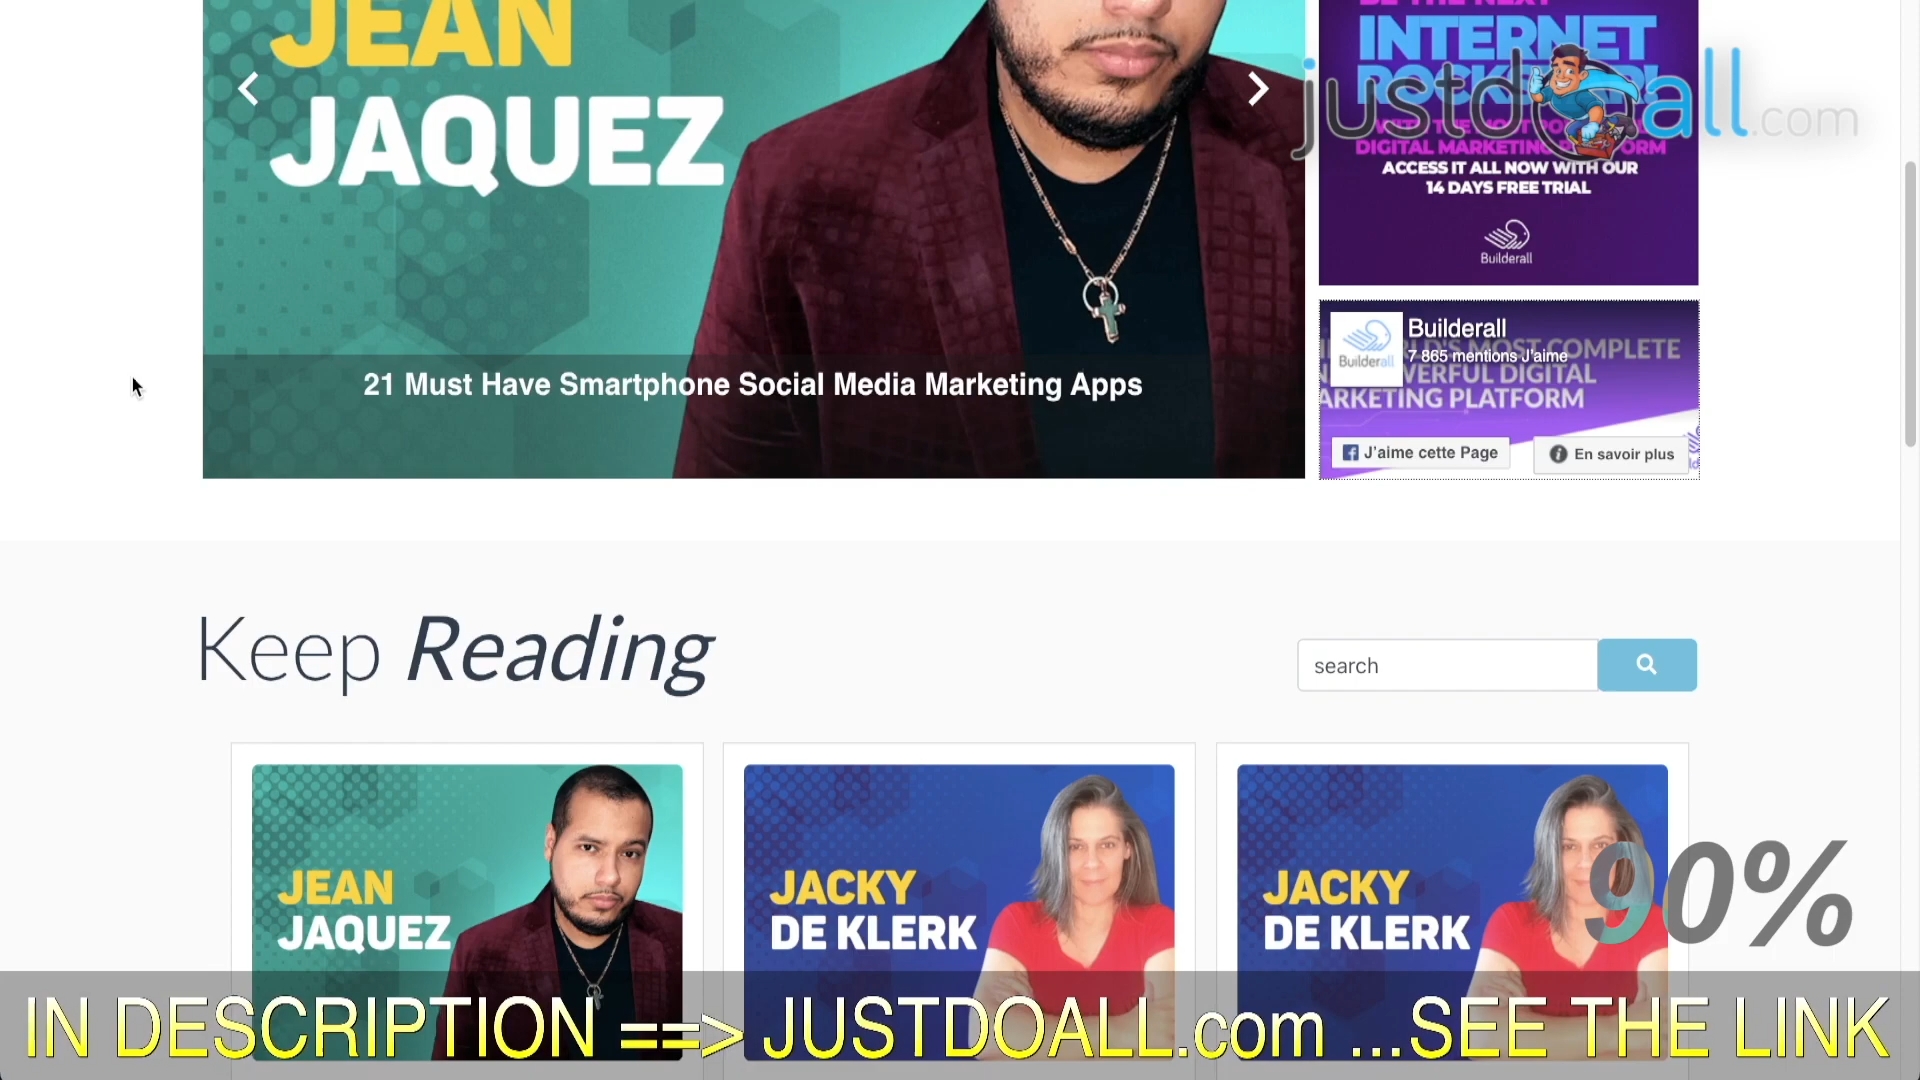 JEAN
JAQUEZ
21 Must Have Smartphone Social Media Marketing Apps
INTERNET
justdoall.com
DIGITAL MARKETING
ACCESS IT ALL NOW WITH OUR
14 DAYS FREE TRIAL
Builderall
Builderall
Builderall
7 865 mentions J'aime
COMPLETE
DIGITAL
MARKETING PLATFORM
J'aime cette Page
En savoir plus
Keep Reading
search
JEAN
JAQUEZ
JACKY
DE KLERK
JACKY
DE KLERK
90%
IN DESCRIPTION ==> JUSTDOALL.com ...SEE THE LINK